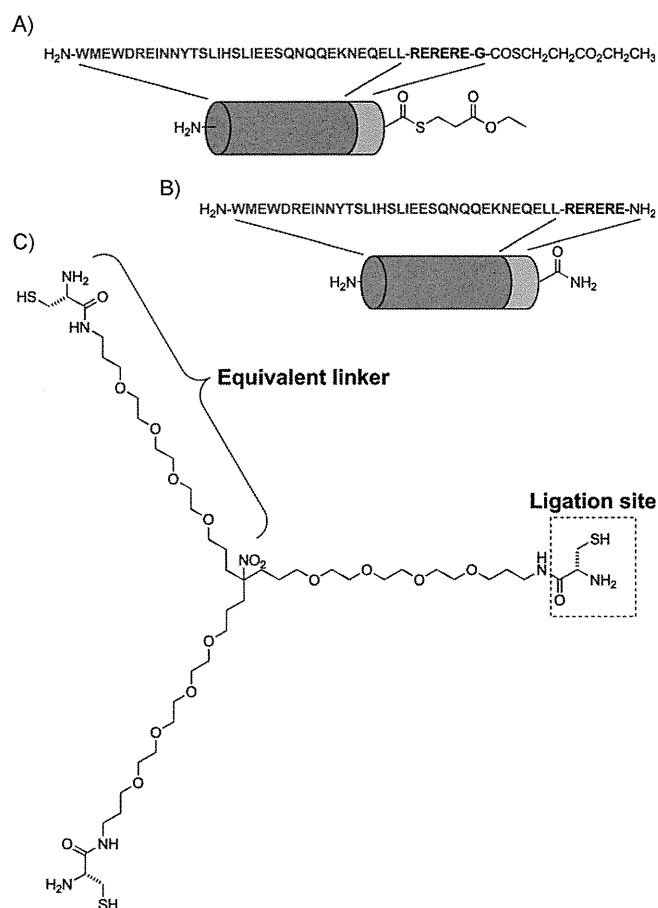 A)
H₂N-WMEWDREINNYTSLIHSLIEESQNQQEKNEQELL-RERERE-G-COSCH₂CH₂CO₂CH₂CH₃
H₂N
O
S
O
O
B)
H₂N-WMEWDREINNYTSLIHSLIEESQNQQEKNEQELL-RERERE-NH₂
H₂N
O
NH₂
C)
NH₂
HS
O
HN
Equivalent linker
O
O
O
O
Ligation site
NO₂
O
O
O
O
H
N
SH
O
NH₂
O
O
O
O
O
NH
H₂N
SH